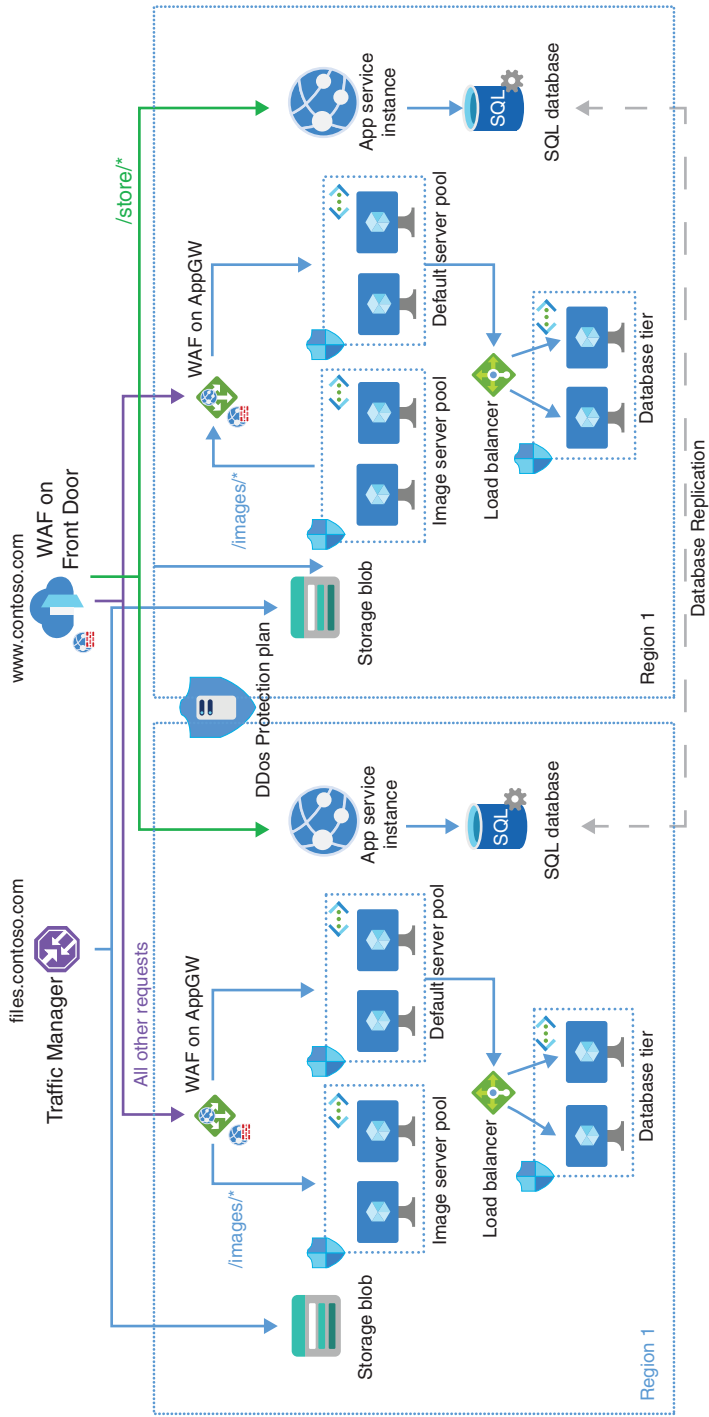 files.contoso.com
Traffic Manager
www.contoso.com
WAF on
Front Door
All other requests
/store/*
DDos Protection plan
WAF on AppGW
/images/*
Storage blob
Image server pool
Default server pool
App service
instance
Load balancer
SQL
SQL database
Database tier
Region 1
WAF on AppGW
/images/*
Storage blob
Image server pool
Default server pool
App service
instance
Load balancer
SQL
SQL database
Database tier
Region 1
Database Replication